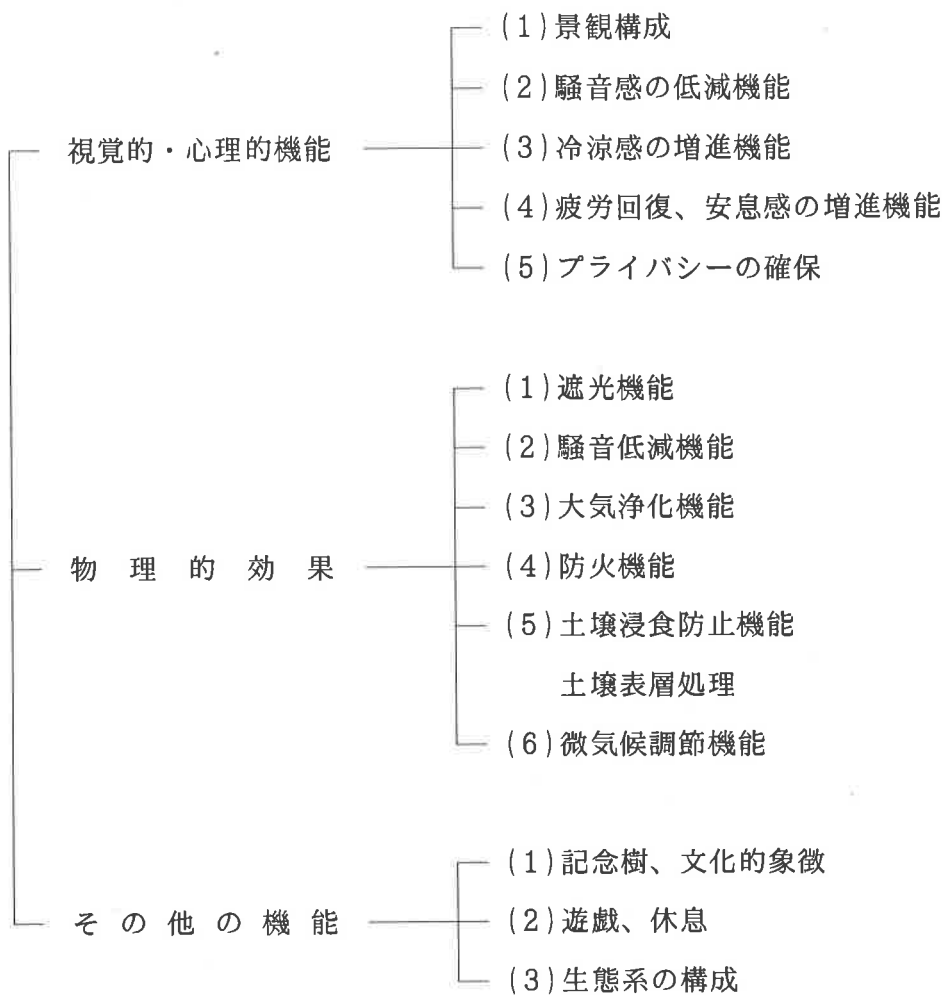 視覚的・心理的機能
(1)景観構成
(2)騒音感の低減機能
(3)冷涼感の増進機能
(4)疲労回復、安息感の増進機能
(5)プライバシーの確保
物理的効果
(1)遮光機能
(2)騒音低減機能
(3)大気浄化機能
(4)防火機能
(5)土壌浸食防止機能
土壌表層処理
(6)微気候調節機能
その他の機能
(1)記念樹、文化的象徴
(2)遊戯、休息
(3)生態系の構成